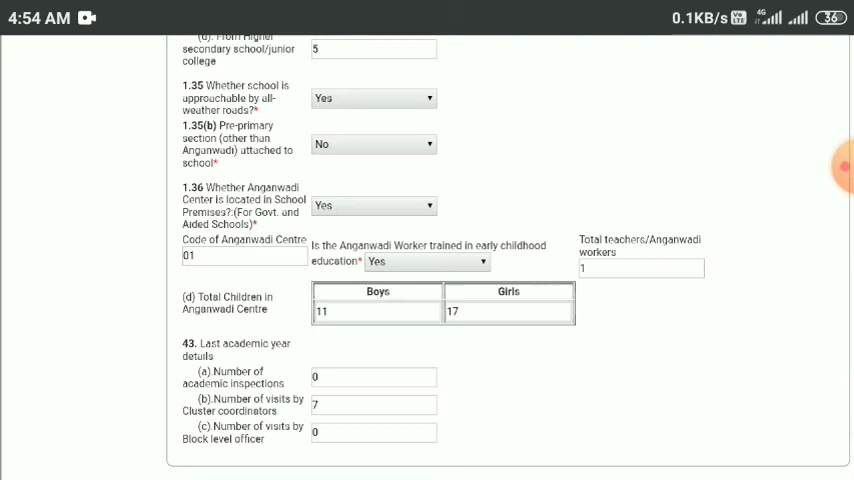 4:54 AM 0.1KB/s Vo LTE 4G 36
(d). From Higher
secondary school/junior
college
5
1.35 Whether school is
approachable by all-
weather roads?*
Yes
1.35(b) Pre-primary
section (other than
Anganwadi) attached to
school*
No
1.36 Whether Anganwadi
Center is located in School
Premises?:(For Govt. and
Aided Schools)*
Yes
Code of Anganwadi Centre
01
Is the Anganwadi Worker trained in early childhood
education* Yes
Total teachers/Anganwadi
workers
1
(d) Total Children in
Anganwadi Centre
Boys Girls
11 17
43. Last academic year
details
(a).Number of
academic inspections
0
(b).Number of visits by
Cluster coordinators
7
(c).Number of visits by
Block level officer
0